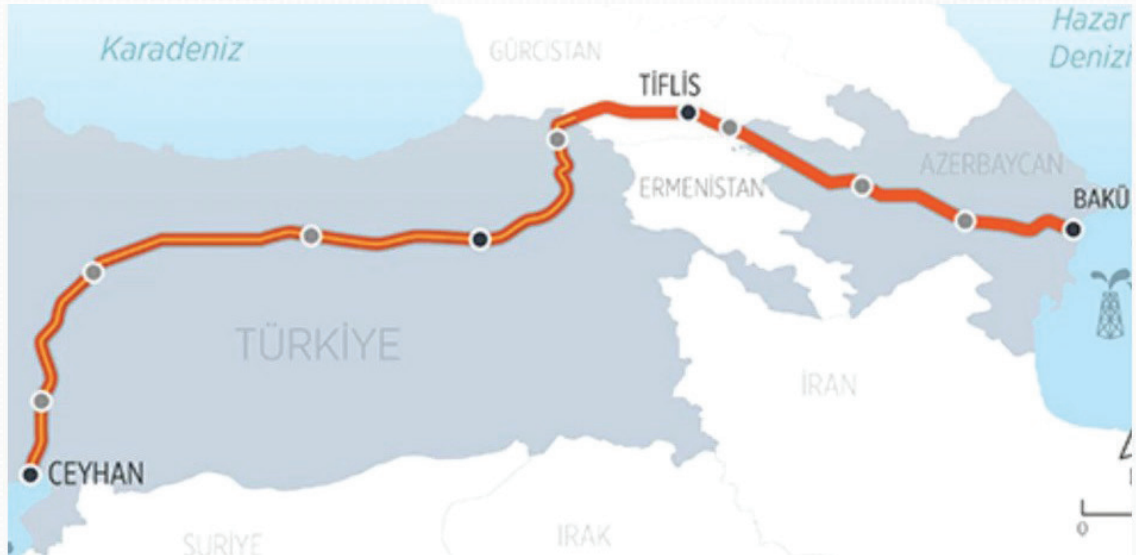 Karadeniz
GÜRCİSTAN
Hazar
Denizi
TİFLİS
AZERBAYCAN
ERMENİSTAN
BAKÜ
TÜRKİYE
İRAN
CEYHAN
SURİYE
IRAK
0